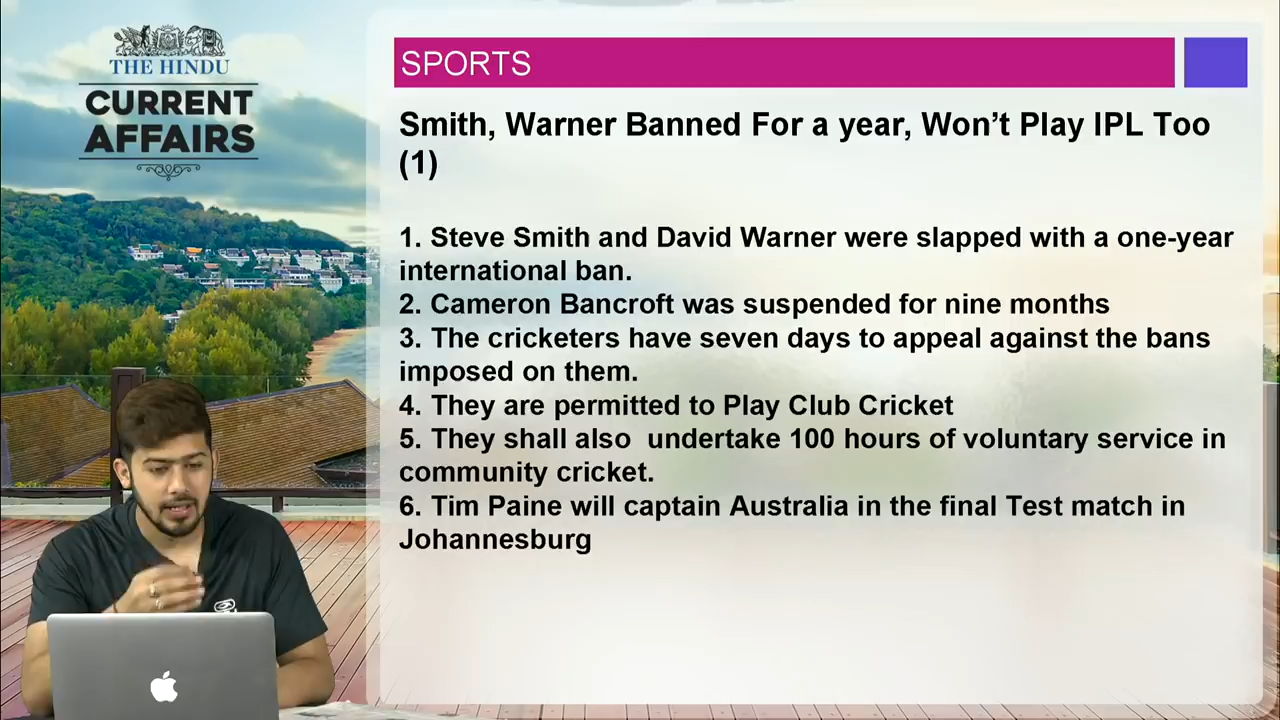 THE HINDU
CURRENT
AFFAIRS
SPORTS
Smith, Warner Banned For a year, Won’t Play IPL Too
(1)
1. Steve Smith and David Warner were slapped with a one-year
international ban.
2. Cameron Bancroft was suspended for nine months
3. The cricketers have seven days to appeal against the bans
imposed on them.
4. They are permitted to Play Club Cricket
5. They shall also  undertake 100 hours of voluntary service in
community cricket.
6. Tim Paine will captain Australia in the final Test match in
Johannesburg